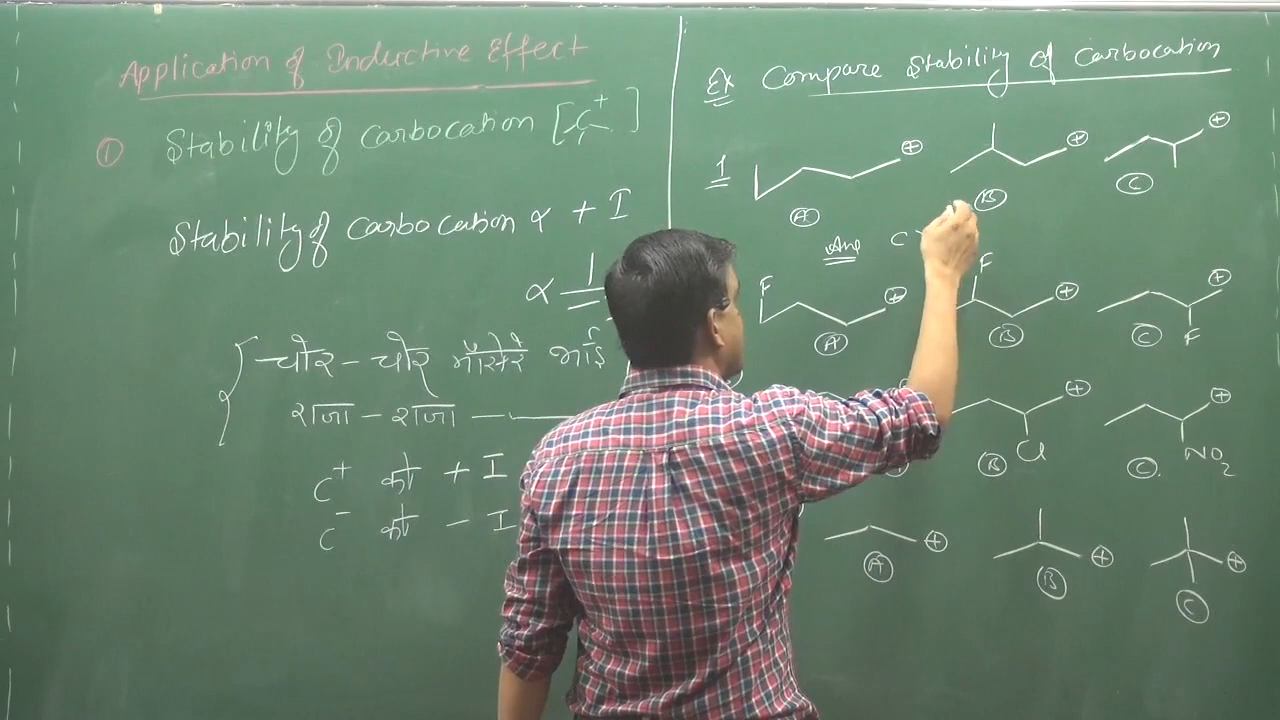 Application of Inductive Effect
① Stability of carbocation [C+]
Stability of carbocation α + I
α 1
चोर - चोर भाई
राजा - राजा -
C+ को + I
C- को - I
Ex Compare Stability of Carbocation
1
⊕ ⊕ ⊕
A B C
Ans C >
F F
⊕ ⊕ ⊕
A B C F
⊕ ⊕
B Cl C. NO2
⊕ ⊕ ⊕
A B C